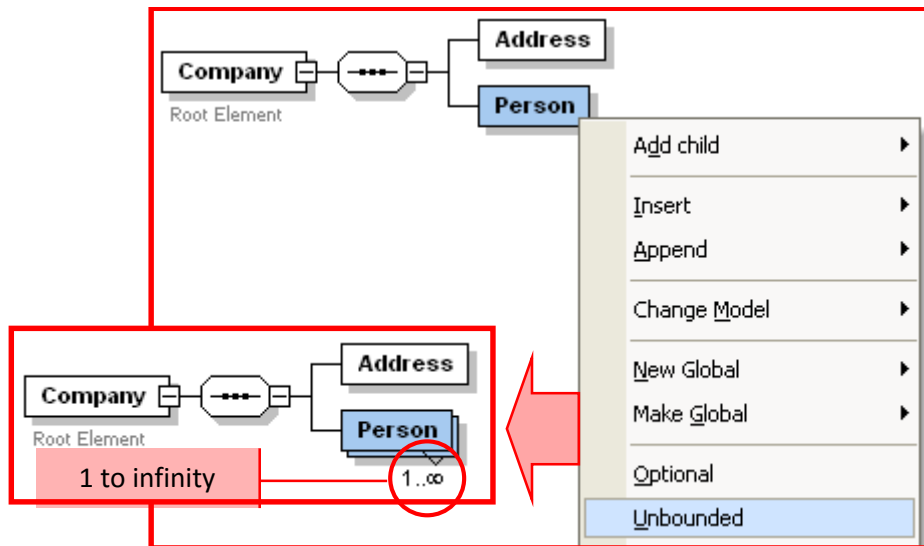 Address
Company
Root Element
Person
Add child
Insert
Append
Change Model
New Global
Make Global
Optional
Unbounded
Address
Company
Root Element
Person
1..∞
1 to infinity